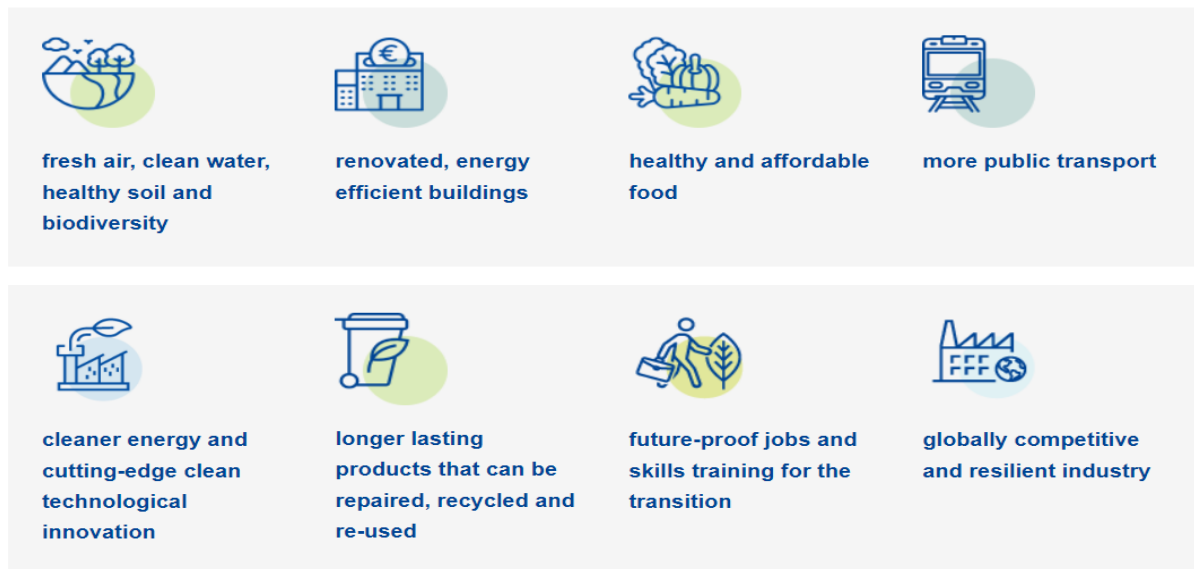 fresh air, clean water,
healthy soil and
biodiversity
renovated, energy
efficient buildings
healthy and affordable
food
more public transport
cleaner energy and
cutting-edge clean
technological
innovation
longer lasting
products that can be
repaired, recycled and
re-used
future-proof jobs and
skills training for the
transition
globally competitive
and resilient industry